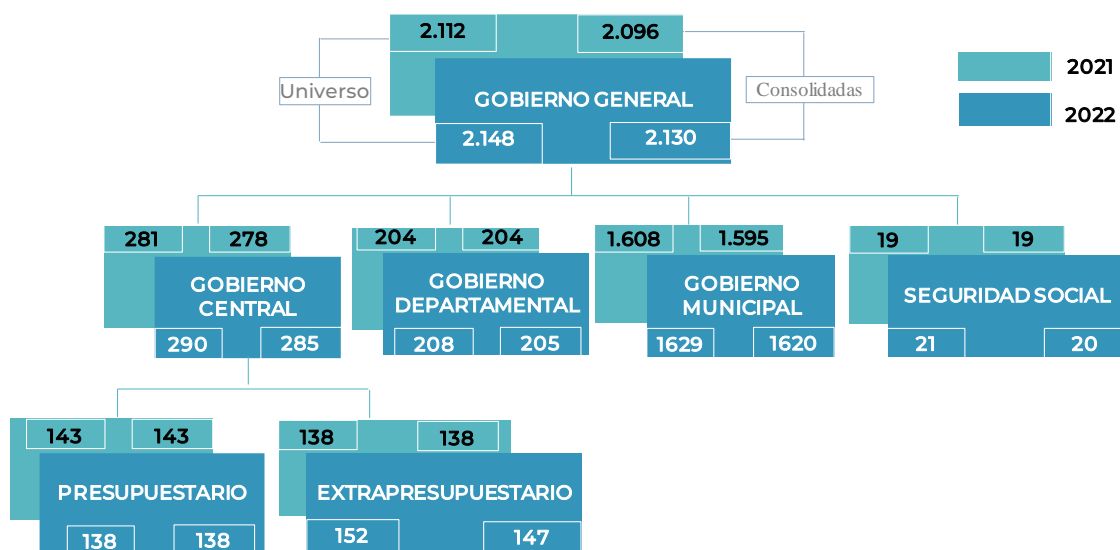 2.112
2.096
2021
Universo
GOBIERNO GENERAL
Consolidadas
2022
2.148
2.130
281
278
204
204
1.608
1.595
19
19
GOBIERNO
CENTRAL
GOBIERNO
DEPARTAMENTAL
GOBIERNO
MUNICIPAL
SEGURIDAD SOCIAL
290
285
208
205
1629
1620
21
20
143
143
138
138
PRESUPUESTARIO
EXTRAPRESUPUESTARIO
138
138
152
147